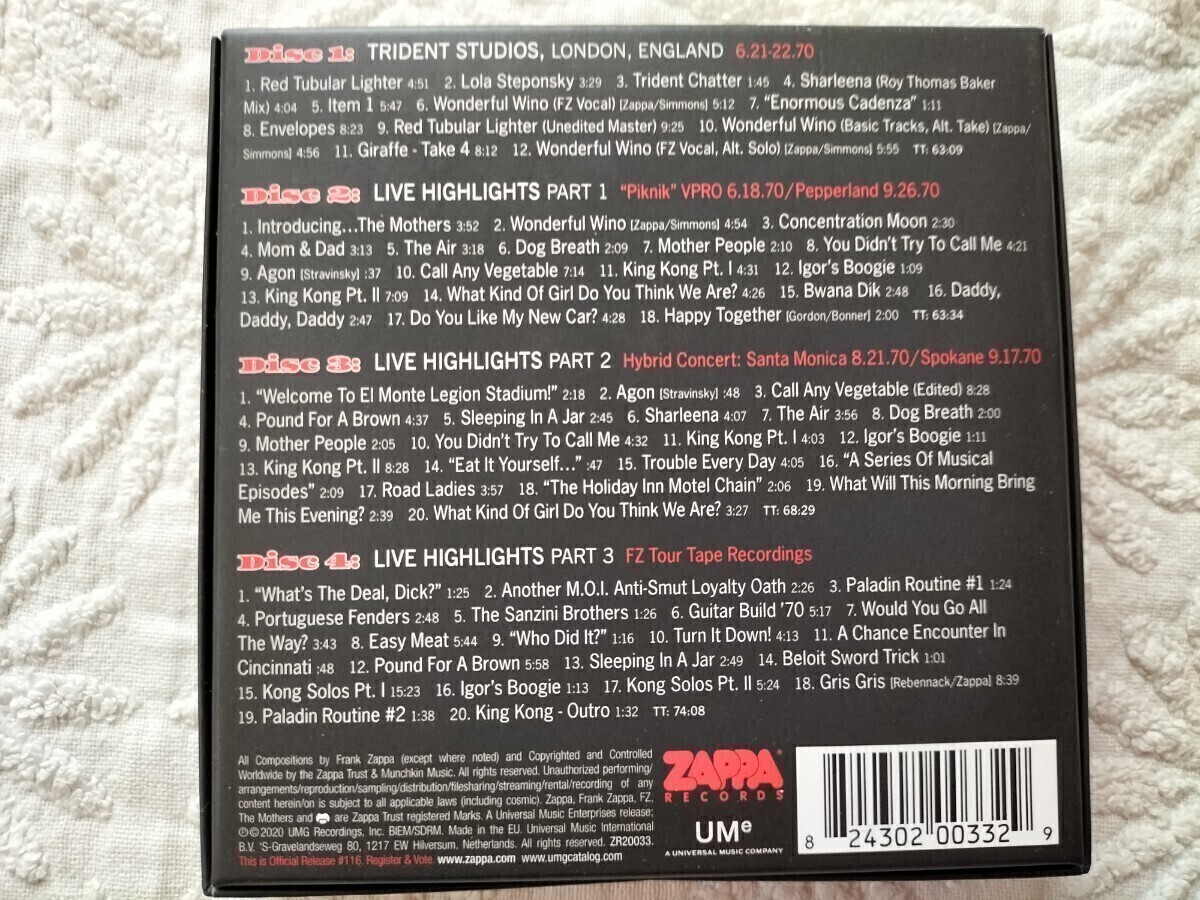 Disc 1: TRIDENT STUDIOS, LONDON, ENGLAND 6.21-22.70
1. Red Tubular Lighter 4:51 2. Lola Steponsky 3:29 3. Trident Chatter 1:45 4. Sharleena (Roy Thomas Baker
Mix) 4:04 5. Item 1 5:47 6. Wonderful Wino (FZ Vocal) [Zappa/Simmons] 5:12 7. “Enormous Cadenza” 1:11
8. Envelopes 8:23 9. Red Tubular Lighter (Unedited Master) 9:25 10. Wonderful Wino (Basic Tracks, Alt. Take) [Zappa/
Simmons] 4:56 11. Giraffe - Take 4 8:12 12. Wonderful Wino (FZ Vocal, Alt. Solo) [Zappa/Simmons] 5:55 TT: 63:09
Disc 2: LIVE HIGHLIGHTS PART 1 “Piknik” VPRO 6.18.70/Pepperland 9.26.70
1. Introducing...The Mothers 3:52 2. Wonderful Wino [Zappa/Simmons] 4:54 3. Concentration Moon 2:30
4. Mom & Dad 3:13 5. The Air 3:18 6. Dog Breath 2:09 7. Mother People 2:10 8. You Didn't Try To Call Me 4:21
9. Agon [Stravinsky] :37 10. Call Any Vegetable 7:14 11. King Kong Pt. I 4:31 12. Igor's Boogie 1:09
13. King Kong Pt. II 7:09 14. What Kind Of Girl Do You Think We Are? 4:26 15. Bwana Dik 2:48 16. Daddy,
Daddy, Daddy 2:47 17. Do You Like My New Car? 4:28 18. Happy Together [Gordon/Bonner] 2:00 TT: 63:34
Disc 3: LIVE HIGHLIGHTS PART 2 Hybrid Concert: Santa Monica 8.21.70/Spokane 9.17.70
1. “Welcome To El Monte Legion Stadium!” 2:18 2. Agon [Stravinsky] :48 3. Call Any Vegetable (Edited) 8:28
4. Pound For A Brown 4:37 5. Sleeping In A Jar 2:45 6. Sharleena 4:07 7. The Air 3:56 8. Dog Breath 2:00
9. Mother People 2:05 10. You Didn't Try To Call Me 4:32 11. King Kong Pt. I 4:03 12. Igor's Boogie 1:11
13. King Kong Pt. II 8:28 14. “Eat It Yourself...” :47 15. Trouble Every Day 4:05 16. “A Series Of Musical
Episodes” 2:09 17. Road Ladies 3:57 18. “The Holiday Inn Motel Chain” 2:06 19. What Will This Morning Bring
Me This Evening? 2:39 20. What Kind Of Girl Do You Think We Are? 3:27 TT: 68:29
Disc 4: LIVE HIGHLIGHTS PART 3 FZ Tour Tape Recordings
1. “What's The Deal, Dick?” 1:25 2. Another M.O.I. Anti-Smut Loyalty Oath 2:26 3. Paladin Routine #1 1:24
4. Portuguese Fenders 2:48 5. The Sanzini Brothers 1:26 6. Guitar Build '70 5:17 7. Would You Go All
The Way? 3:43 8. Easy Meat 5:44 9. “Who Did It?” 1:16 10. Turn It Down! 4:13 11. A Chance Encounter In
Cincinnati :48 12. Pound For A Brown 5:58 13. Sleeping In A Jar 2:49 14. Beloit Sword Trick 1:01
15. Kong Solos Pt. I 15:23 16. Igor's Boogie 1:13 17. Kong Solos Pt. II 5:24 18. Gris Gris [Rebennack/Zappa] 8:39
19. Paladin Routine #2 1:38 20. King Kong - Outro 1:32 TT: 74:08
All Compositions by Frank Zappa (except where noted) and Copyrighted and Controlled
Worldwide by the Zappa Trust & Munchkin Music. All rights reserved. Unauthorized performing/
arrangements/reproduction/sampling/distribution/filesharing/streaming/rental/recording of any
content herein/on is subject to all applicable laws (including cosmic). Zappa, Frank Zappa, FZ,
The Mothers and are Zappa Trust registered Marks. A Universal Music Enterprises release;
℗©2020 UMG Recordings, Inc. BIEM/SDRM. Made in the EU. Universal Music International
B.V. 'S-Gravelandseweg 80, 1217 EW Hilversum, Netherlands. All rights reserved. ZR20033.
This is Official Release #116. Register & Vote. www.zappa.com www.umgcatalog.com
ZAPPA
RECORDS
UMe
A UNIVERSAL MUSIC COMPANY
8 24302 00332 9